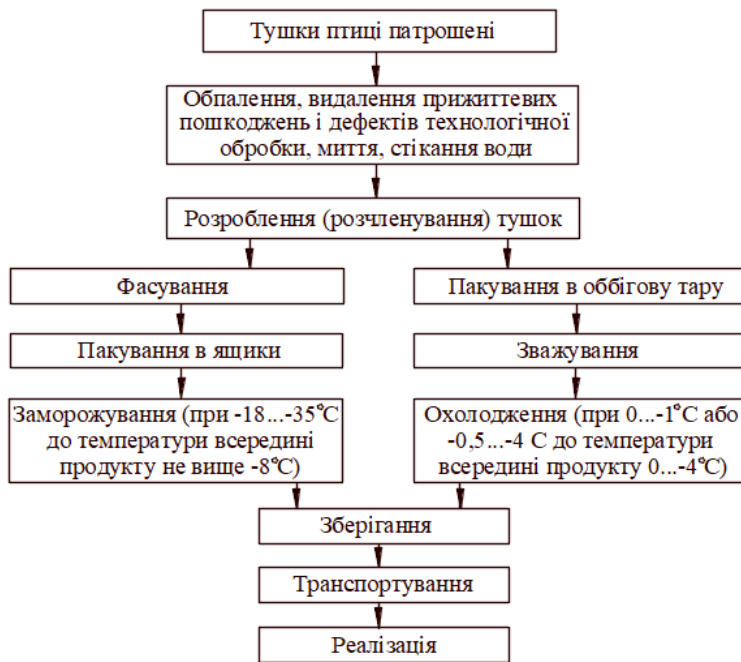 Тушки птиці патрошені
Обпалення, видалення прижиттєвих
пошкоджень і дефектів технологічної
обробки, миття, стікання води
Розроблення (розчленування) тушок
Фасування
Пакування в оббігову тару
Пакування в ящики
Зважування
Заморожування (при -18...-35°С
до температури всередині
продукту не вище -8°С)
Охолодження (при 0...-1°С або
-0,5...-4 С до температури
всередині продукту 0...-4°С)
Зберігання
Транспортування
Реалізація